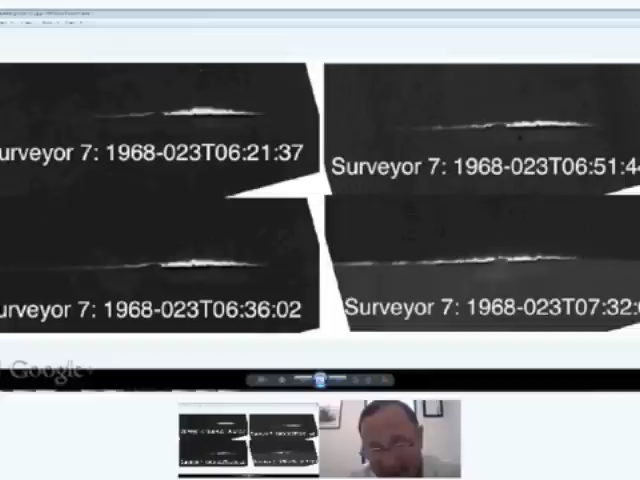 urveyor 7: 1968-023T06:21:37
Surveyor 7: 1968-023T06:51:4
urveyor 7: 1968-023T06:36:02
Surveyor 7: 1968-023T07:32:
Google+